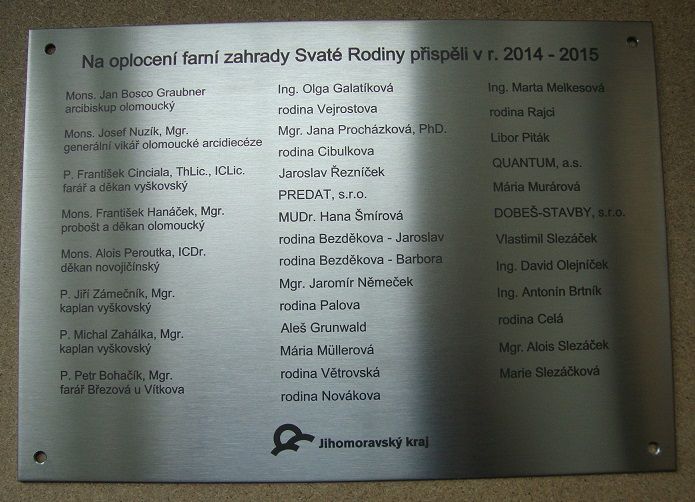 Na oplocení farní zahrady Svaté Rodiny přispěli v r. 2014 - 2015
Mons. Jan Bosco Graubner
arcibiskup olomoucký
Mons. Josef Nuzík, Mgr.
generální vikář olomoucké arcidiecéze
P. František Cinciala, ThLic., ICLic.
farář a děkan vyškovský
Mons. František Hanáček, Mgr.
probošt a děkan olomoucký
Mons. Alois Peroutka, ICDr.
děkan novojičínský
P. Jiří Zámečník, Mgr.
kaplan vyškovský
P. Michal Zahálka, Mgr.
kaplan vyškovský
P. Petr Bohačík, Mgr.
farář Březová u Vítkova
Ing. Olga Galatíková
rodina Vejrostova
Mgr. Jana Procházková, PhD.
rodina Cibulkova
Jaroslav Řezníček
PREDAT, s.r.o.
MUDr. Hana Šmírová
rodina Bezděkova - Jaroslav
rodina Bezděkova - Barbora
Mgr. Jaromír Němeček
rodina Palova
Aleš Grunwald
Mária Müllerová
rodina Větrovská
rodina Novákova
Ing. Marta Melkesová
rodina Rajci
Libor Piták
QUANTUM, a.s.
Mária Murárová
DOBEŠ-STAVBY, s.r.o.
Vlastimil Slezáček
Ing. David Olejníček
Ing. Antonín Brtník
rodina Celá
Mgr. Alois Slezáček
Marie Slezáčková
Jihomoravský kraj